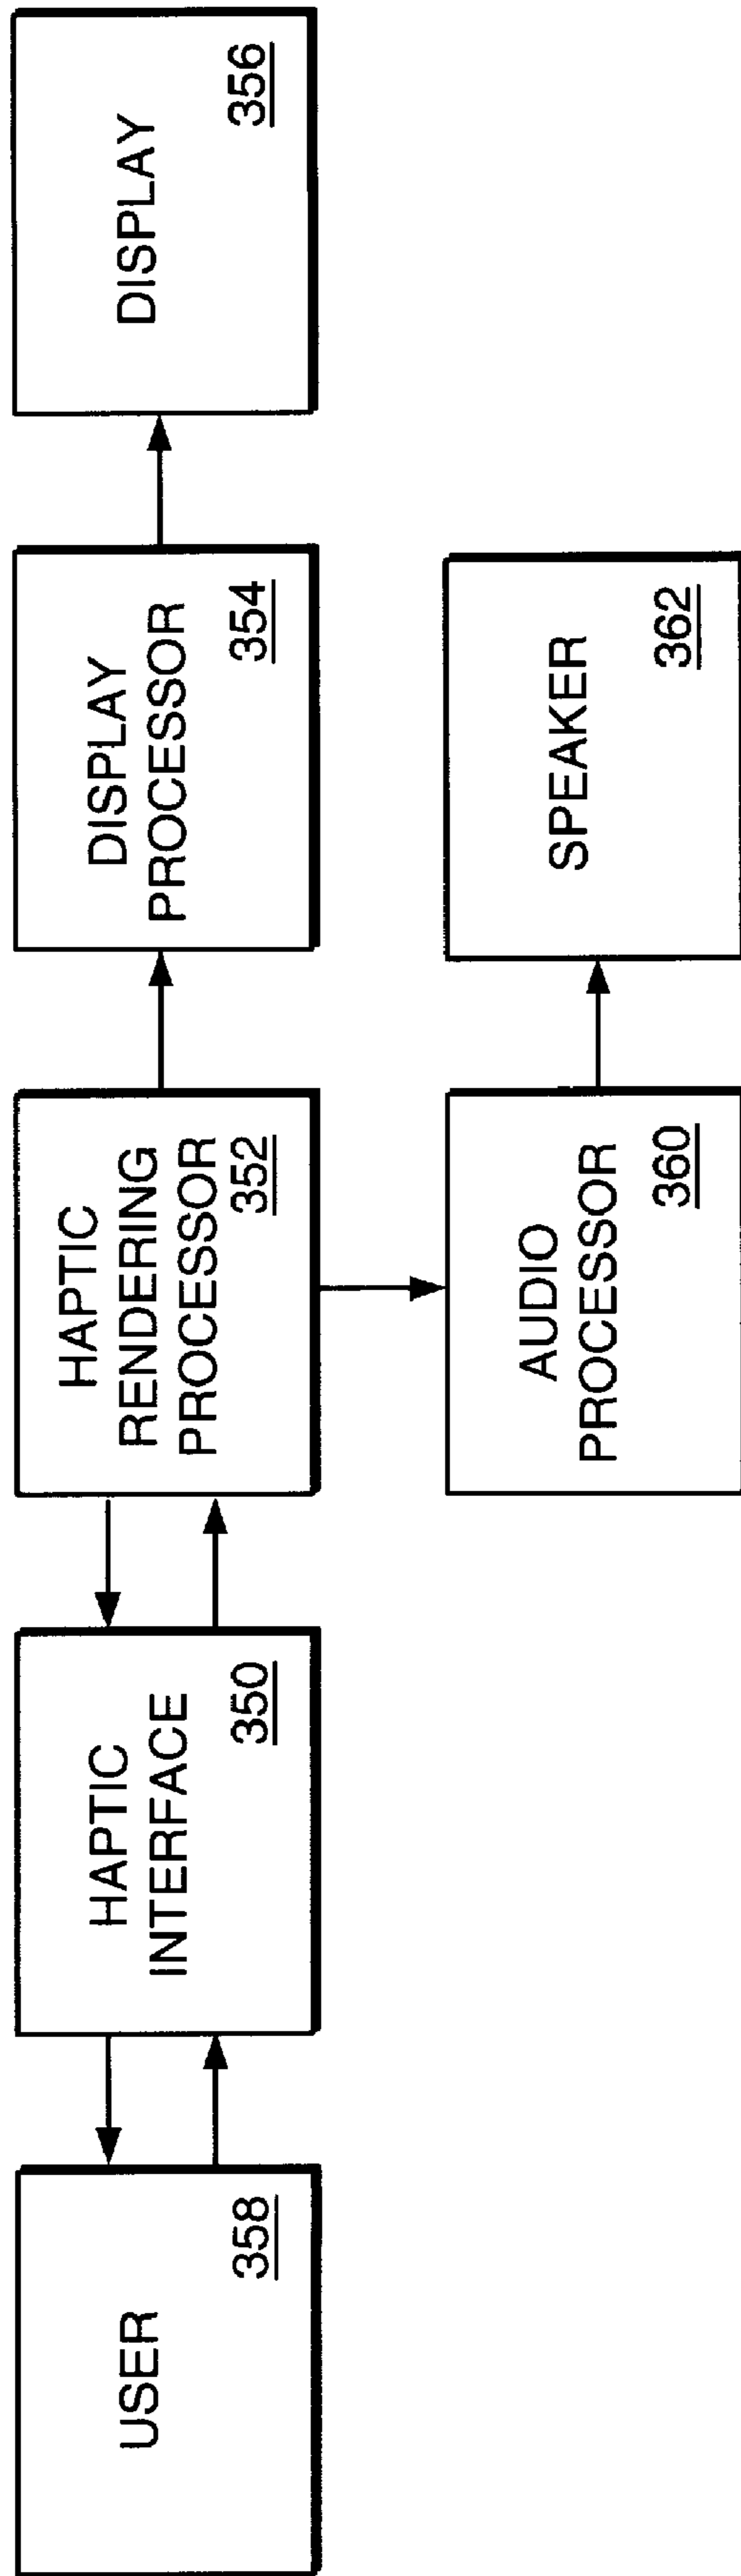 USER
358
HAPTIC
INTERFACE
350
HAPTIC
RENDERING
PROCESSOR
352
DISPLAY
PROCESSOR
354
DISPLAY
356
AUDIO
PROCESSOR
360
SPEAKER
362